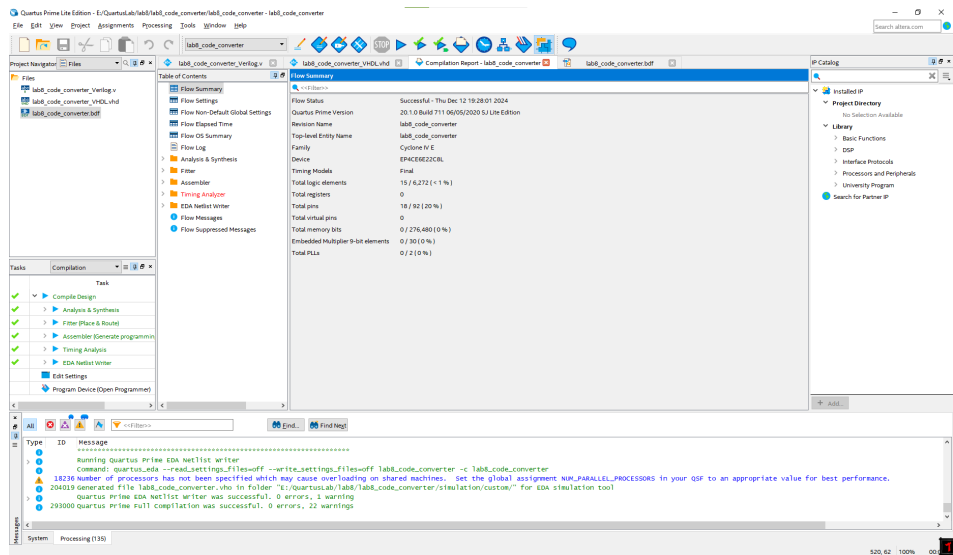 Quartus Prime Lite Edition - E:/QuartusLab/lab8/lab8_code_converter/lab8_code_converter - lab8_code_converter
File Edit View Project Assignments Processing Tools Window Help
Search altera.com
lab8_code_converter
Project Navigator Files
Files
lab8_code_converter_Verilog.v
lab8_code_converter_VHDL.vhd
lab8_code_converter.bdf
lab8_code_converter_Verilog.v
lab8_code_converter_VHDL.vhd
Compilation Report - lab8_code_converter
lab8_code_converter.bdf
Table of Contents
Flow Summary
Flow Settings
Flow Non-Default Global Settings
Flow Elapsed Time
Flow OS Summary
Flow Log
Analysis & Synthesis
Fitter
Assembler
Timing Analyzer
EDA Netlist Writer
Flow Messages
Flow Suppressed Messages
Flow Summary
<<Filter>>
Flow Status Successful - Thu Dec 12 19:28:01 2024
Quartus Prime Version 20.1.0 Build 711 06/05/2020 SJ Lite Edition
Revision Name lab8_code_converter
Top-level Entity Name lab8_code_converter
Family Cyclone IV E
Device EP4CE6E22C8L
Timing Models Final
Total logic elements 15 / 6,272 ( < 1 % )
Total registers 0
Total pins 18 / 92 ( 20 % )
Total virtual pins 0
Total memory bits 0 / 276,480 ( 0 % )
Embedded Multiplier 9-bit elements 0 / 30 ( 0 % )
Total PLLs 0 / 2 ( 0 % )
IP Catalog
Installed IP
Project Directory
No Selection Available
Library
Basic Functions
DSP
Interface Protocols
Processors and Peripherals
University Program
Search for Partner IP
+ Add...
Tasks Compilation
Task
Compile Design
Analysis & Synthesis
Fitter (Place & Route)
Assembler (Generate programmin
Timing Analysis
EDA Netlist Writer
Edit Settings
Program Device (Open Programmer)
All <<Filter>> Find... Find Next
Type ID Message
*******************************************************************
Running Quartus Prime EDA Netlist Writer
Command: quartus_eda --read_settings_files=off --write_settings_files=off lab8_code_converter -c lab8_code_converter
18236 Number of processors has not been specified which may cause overloading on shared machines. Set the global assignment NUM_PARALLEL_PROCESSORS in your QSF to an appropriate value for best performance.
204019 Generated file lab8_code_converter.vho in folder "E:/QuartusLab/lab8/lab8_code_converter/simulation/custom/" for EDA simulation tool
Quartus Prime EDA Netlist Writer was successful. 0 errors, 1 warning
293000 Quartus Prime Full Compilation was successful. 0 errors, 22 warnings
Messages
System Processing (135)
520, 62 100% 00:
1